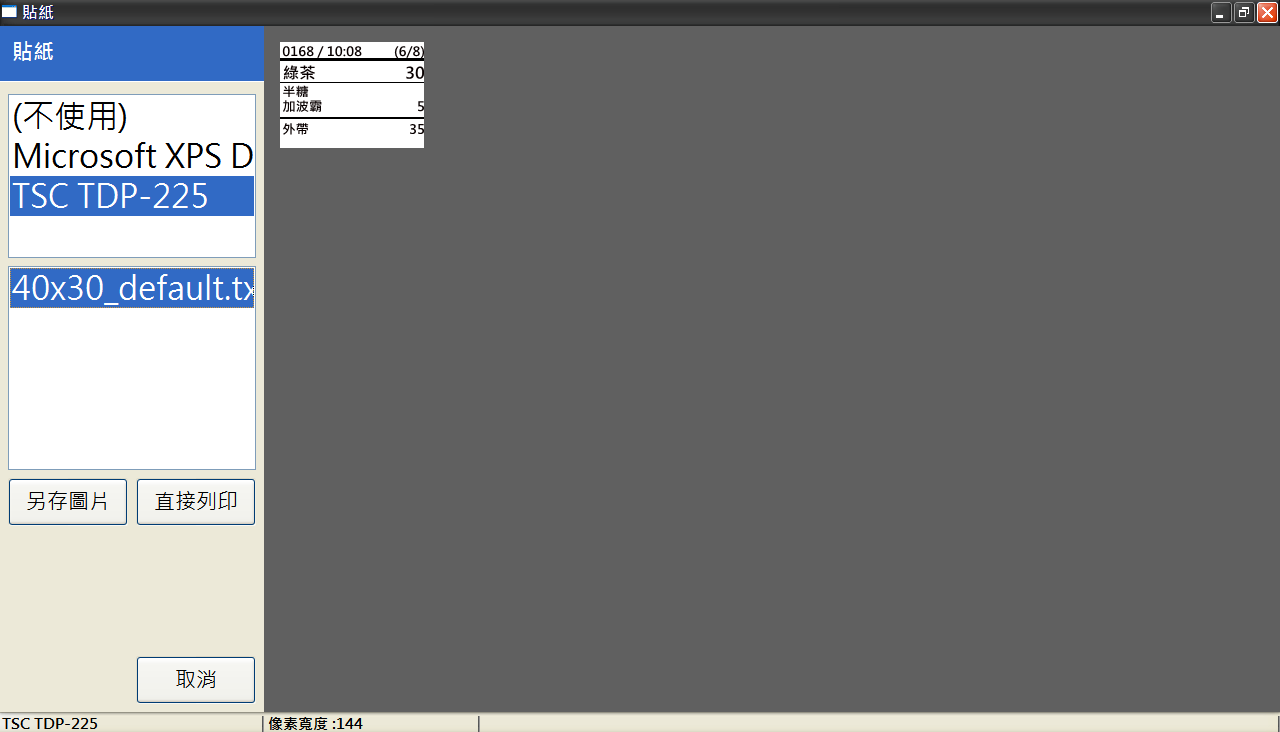 貼紙
貼紙
(不使用)
Microsoft XPS D
TSC TDP-225
40x30_default.tx
另存圖片
直接列印
取消
0168 / 10:08 (6/8)
綠茶 30
半糖
加波霸 5
外帶 35
TSC TDP-225
像素寬度 :144